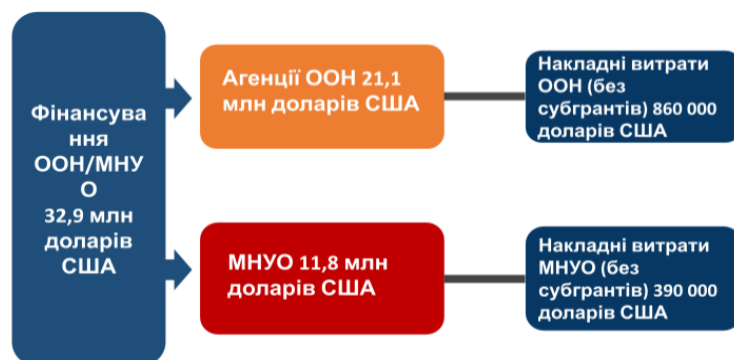 Фінансува
ння
ООН/МНУ
О
32,9 млн
доларів
США
Агенції ООН 21,1
млн доларів США
Накладні витрати
ООН (без
субгрантів) 860 000
доларів США
МНУО 11,8 млн
доларів США
Накладні витрати
МНУО (без
субгрантів) 390 000
доларів США